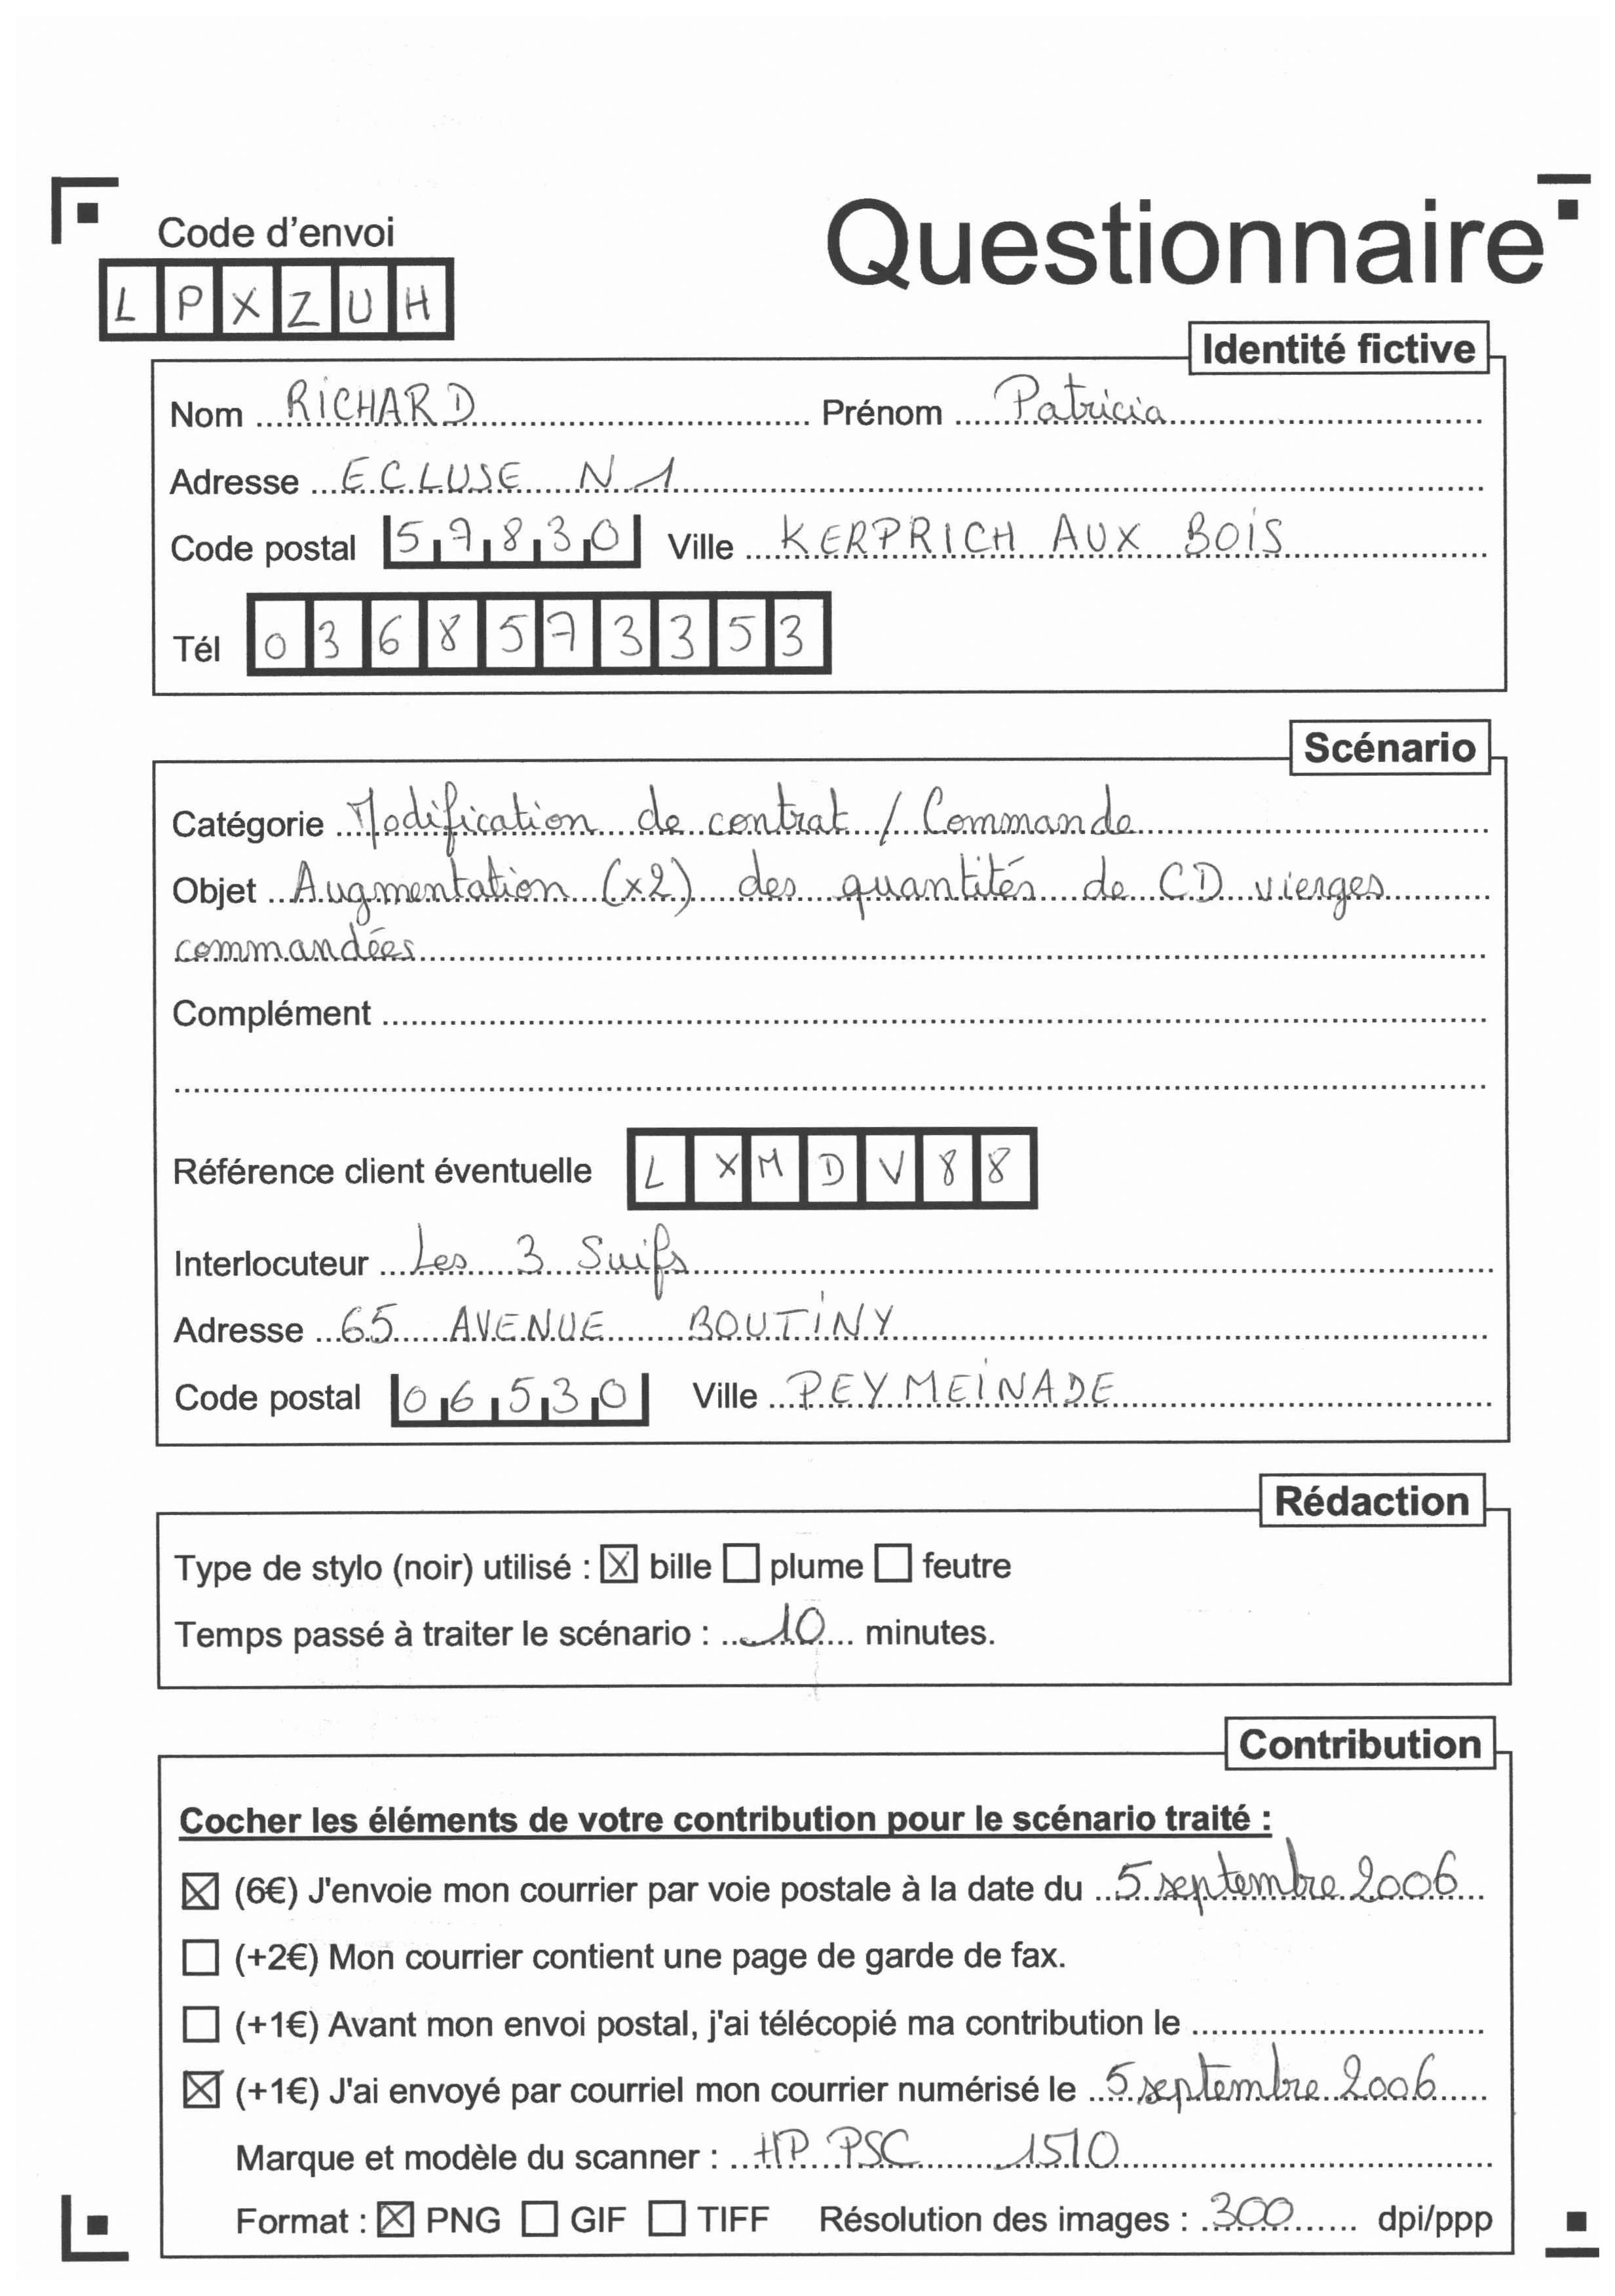 Code d'envoi
Questionnaire
L P X Z U H
Identité fictive
Nom RICHARD Prénom Patricia
Adresse ECLUSE N 1
Code postal 57830 Ville KERPRICH AUX BOIS
Tél 0368573353
Scénario
Catégorie Modification de contrat / Commande
Objet Augmentation (x2) des quantités de CD vierges
commandées
Complément
Référence client éventuelle L X M D V 8 8
Interlocuteur Les 3 Suifs
Adresse 65 AVENUE BOUTINY
Code postal 06530 Ville PEYMEINADE
Rédaction
Type de stylo (noir) utilisé : ☒ bille ☐ plume ☐ feutre
Temps passé à traiter le scénario : 10 minutes.
Contribution
Cocher les éléments de votre contribution pour le scénario traité :
☒ (6€) J'envoie mon courrier par voie postale à la date du 5 septembre 2006
☐ (+2€) Mon courrier contient une page de garde de fax.
☐ (+1€) Avant mon envoi postal, j'ai télécopié ma contribution le
☒ (+1€) J'ai envoyé par courriel mon courrier numérisé le 5 septembre 2006
Marque et modèle du scanner : HP PSC 1510
Format : ☒ PNG ☐ GIF ☐ TIFF Résolution des images : 300 dpi/ppp